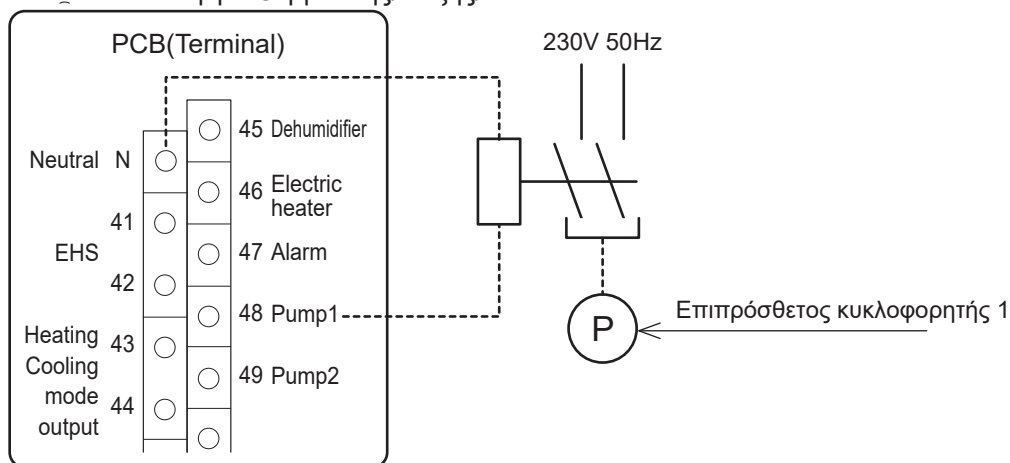 PCB(Terminal)
230V 50Hz
45 Dehumidifier
Neutral N
46 Electric
heater
41
EHS
47 Alarm
42
48 Pump1
Επιπρόσθετος κυκλοφορητής 1
P
Heating
43
Cooling
49 Pump2
mode
44
output